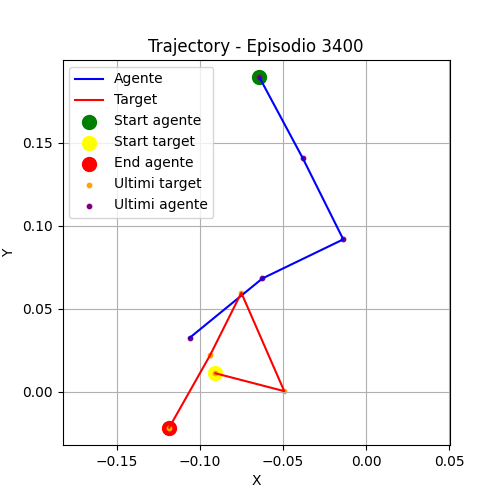 Trajectory - Episodio 3400
Agente
Target
Start agente
Start target
End agente
Ultimi target
Ultimi agente
Y
0.15
0.10
0.05
0.00
−0.15
−0.10
−0.05
0.00
0.05
X